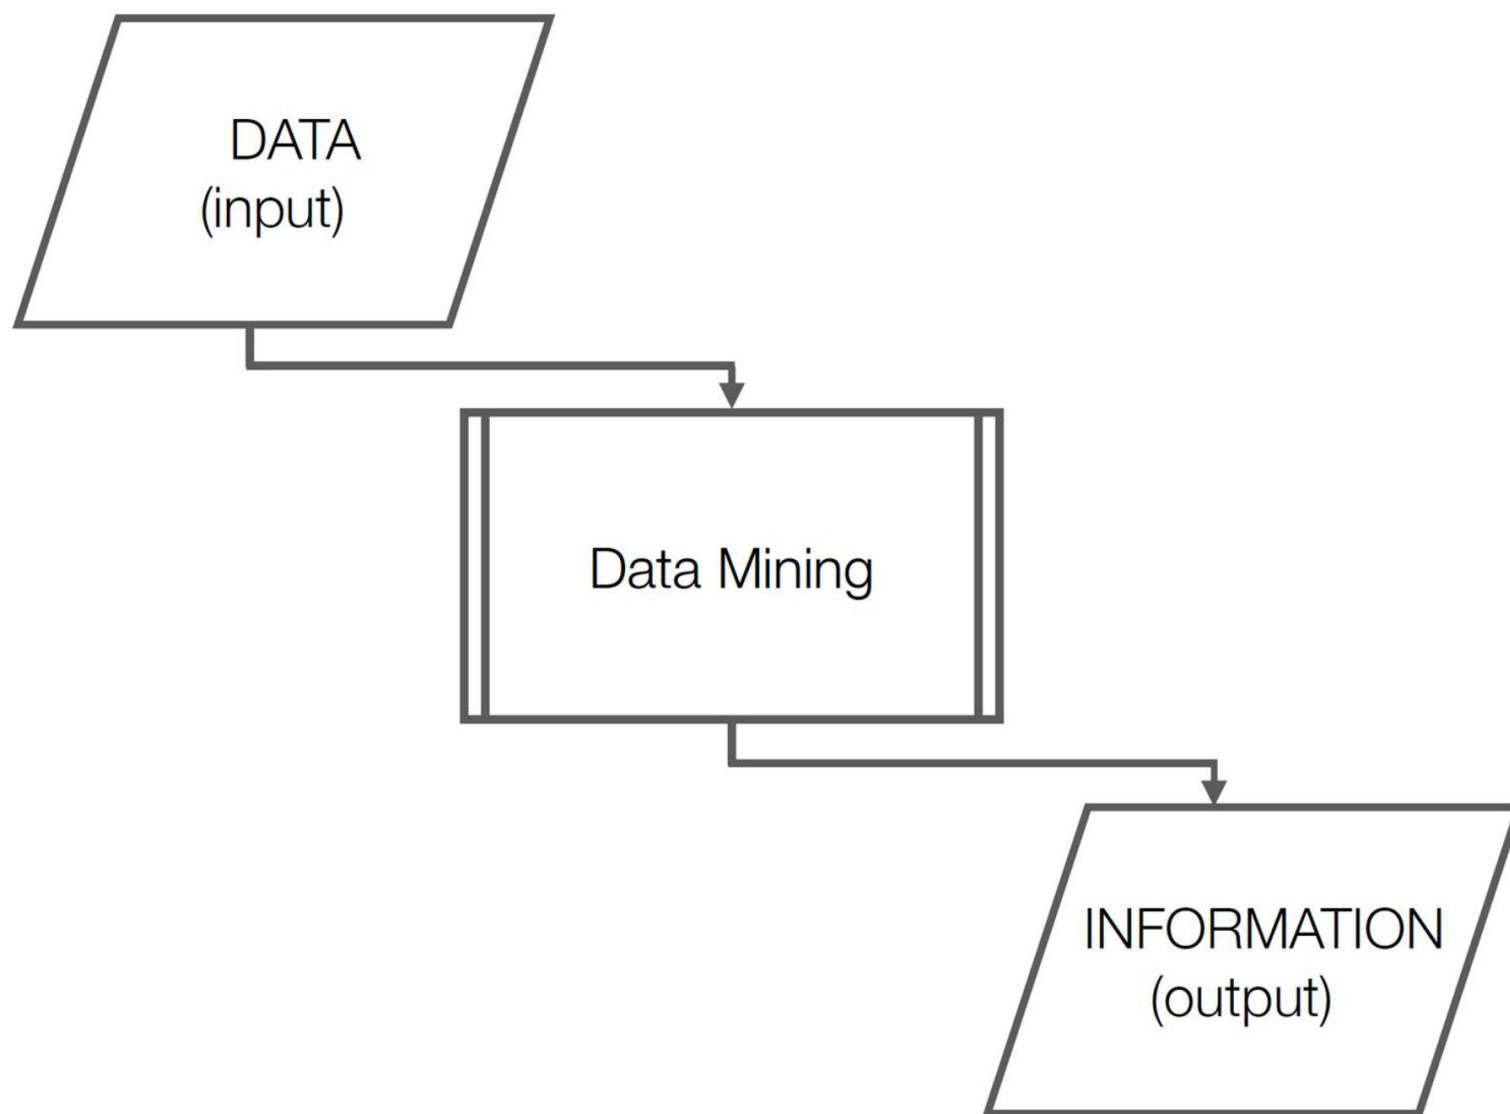 DATA
(input)
Data Mining
INFORMATION
(output)